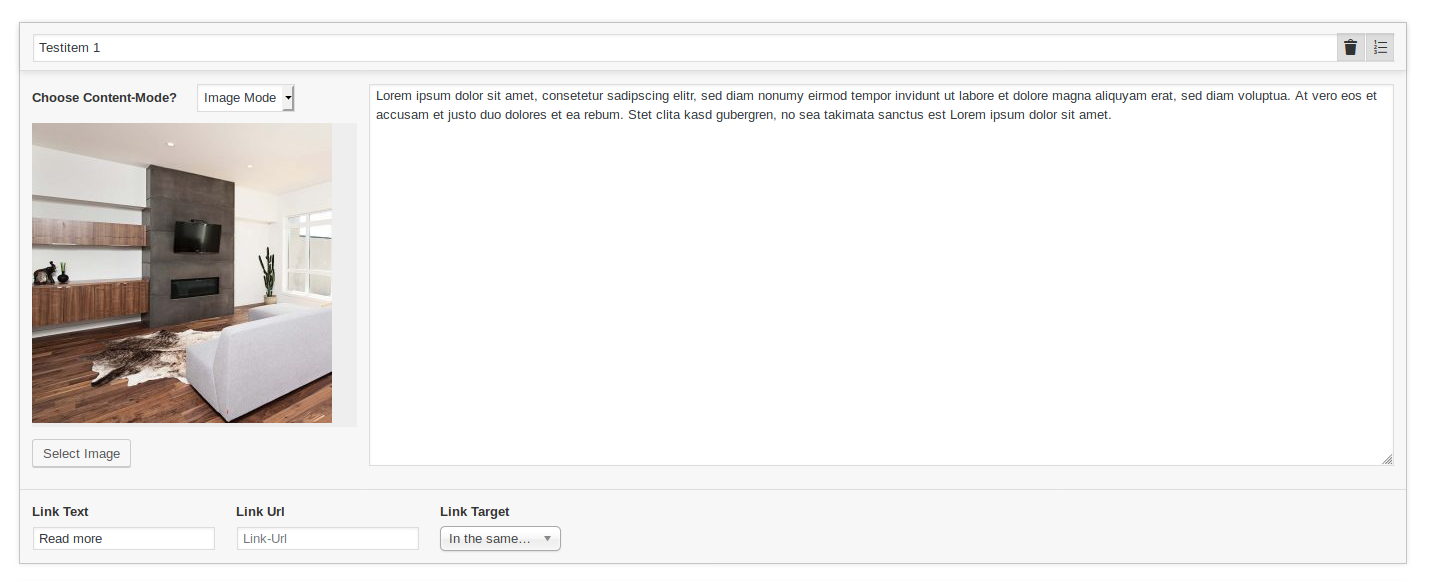 Testitem 1
Choose Content-Mode?
Image Mode
Lorem ipsum dolor sit amet, consetetur sadipscing elitr, sed diam nonumy eirmod tempor invidunt ut labore et dolore magna aliquyam erat, sed diam voluptua. At vero eos et
accusam et justo duo dolores et ea rebum. Stet clita kasd gubergren, no sea takimata sanctus est Lorem ipsum dolor sit amet.
Select Image
Link Text
Link Url
Link Target
Read more
Link-Url
In the same…